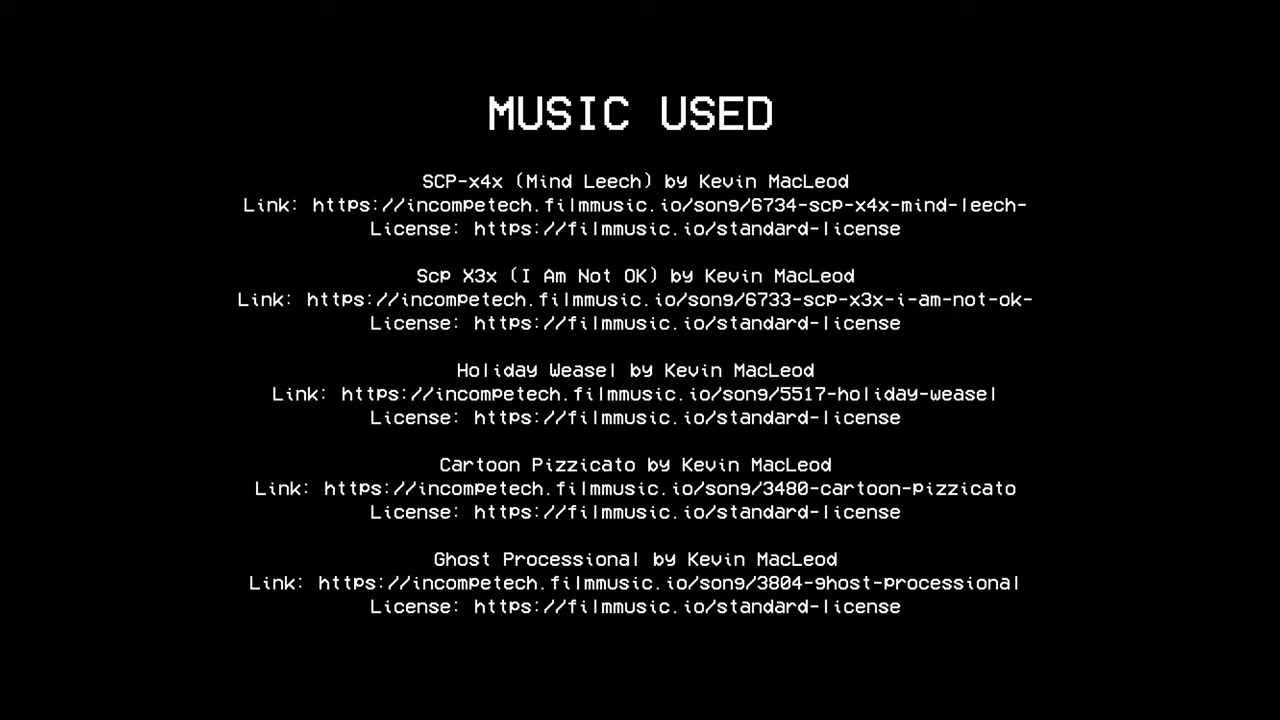 MUSIC USED
SCP-x4x (Mind Leech) by Kevin MacLeod
Link: https://incompetech.filmmusic.io/song/6734-scp-x4x-mind-leech-
License: https://filmmusic.io/standard-license
Scp X3x (I Am Not OK) by Kevin MacLeod
Link: https://incompetech.filmmusic.io/song/6733-scp-x3x-i-am-not-ok-
License: https://filmmusic.io/standard-license
Holiday Weasel by Kevin MacLeod
Link: https://incompetech.filmmusic.io/song/5517-holiday-weasel
License: https://filmmusic.io/standard-license
Cartoon Pizzicato by Kevin MacLeod
Link: https://incompetech.filmmusic.io/song/3480-cartoon-pizzicato
License: https://filmmusic.io/standard-license
Ghost Processional by Kevin MacLeod
Link: https://incompetech.filmmusic.io/song/3804-ghost-processional
License: https://filmmusic.io/standard-license